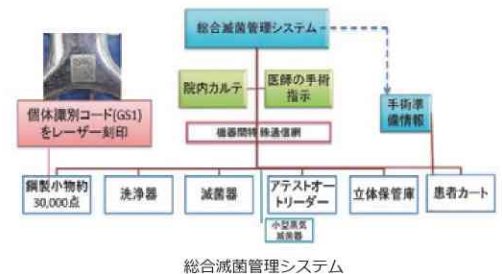 総合滅菌管理システム
院内カルテ
医師の手術
指示
個体識別コード(GS1)
をレーザー刻印
手術準
備情報
機器間特殊通信網
鋼製小物約
30,000点
洗浄器
滅菌器
アテストオー
トリーダー
立体保管庫
患者カート
小型蒸気
滅菌器
総合滅菌管理システム